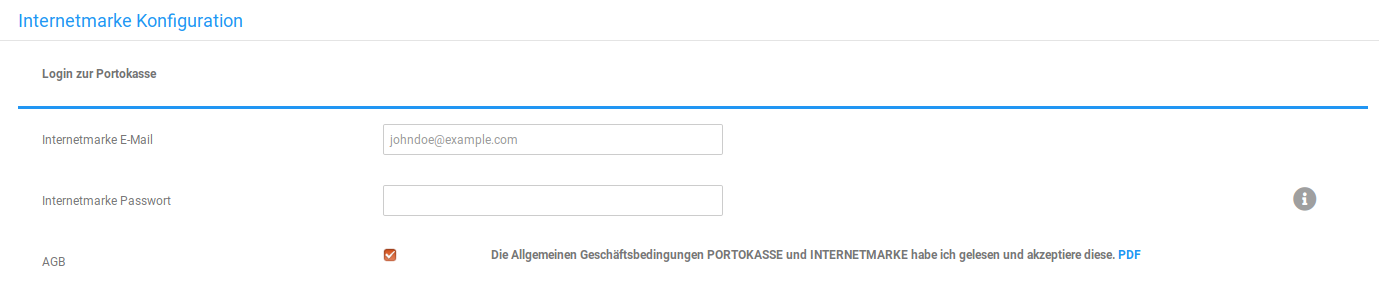 Internetmarke Konfiguration
Login zur Portokasse
Internetmarke E-Mail
johndoe@example.com
Internetmarke Passwort
AGB
Die Allgemeinen Geschäftsbedingungen PORTOKASSE und INTERNETMARKE habe ich gelesen und akzeptiere diese. PDF